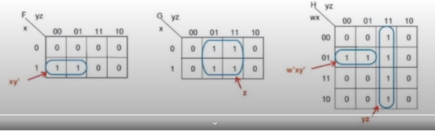 F yz
x
00 01 11 10
0 0 0 0 0
1 1 1 0 0
xy'
G yz
x
00 01 11 10
0 0 1 1 0
1 0 1 1 0
z
H yz
wx
00 01 11 10
00 0 0 1 0
01 1 1 1 0
11 0 0 1 0
10 0 0 1 0
w'xy'
yz